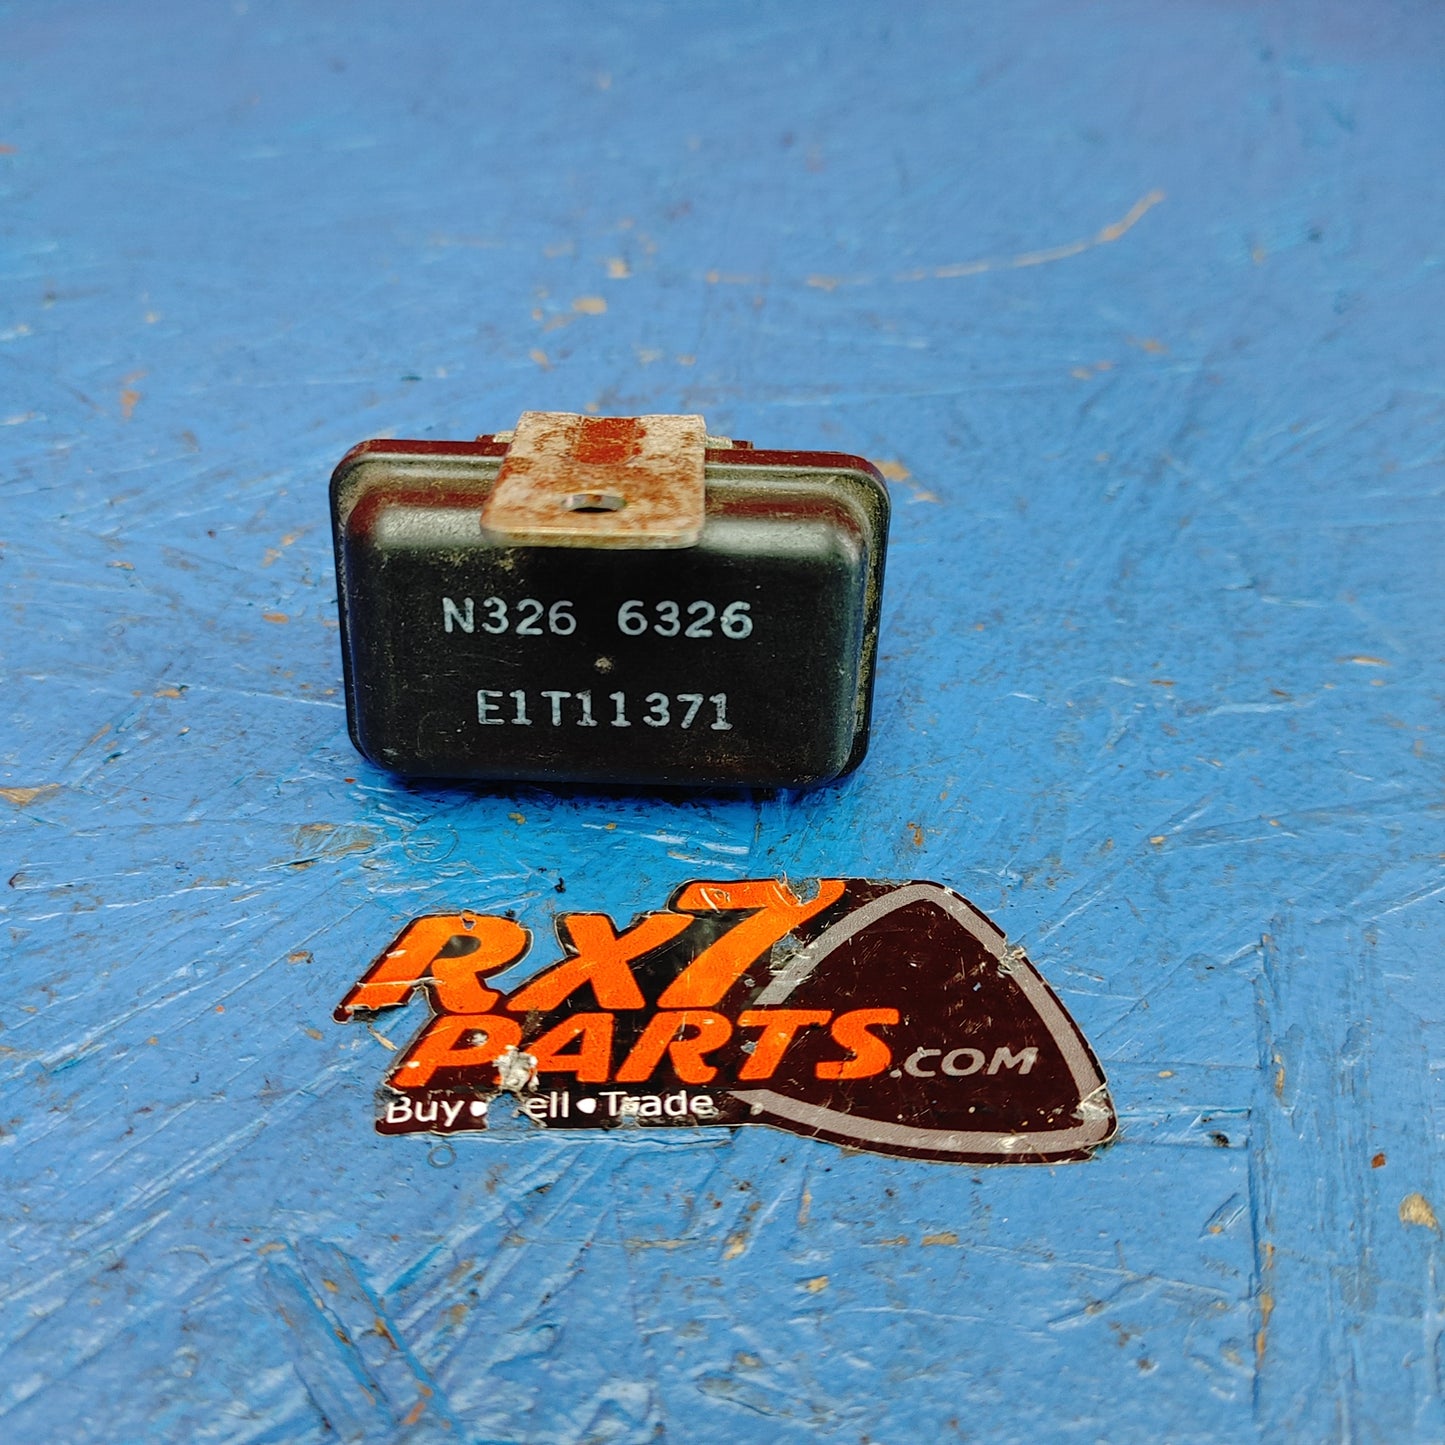 N326 6326
E1T11371
RX7
PARTS.COM
Buy• ell•Trade